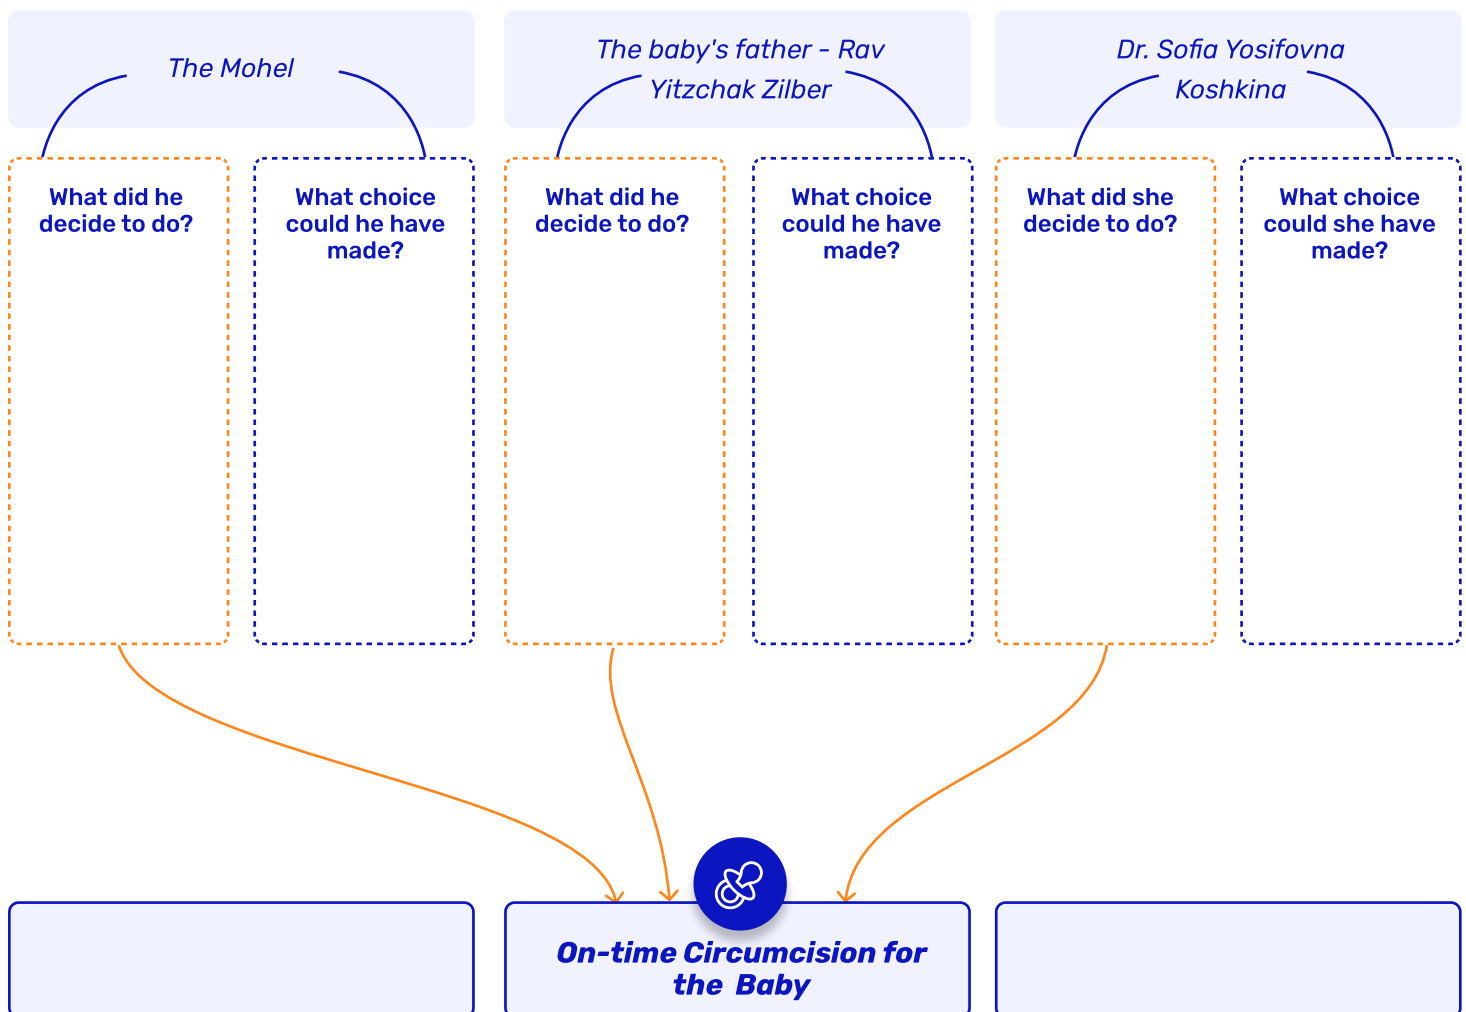 The Mohel
The baby's father - Rav
Yitzchak Zilber
Dr. Sofia Yosifovna
Koshkina
What did he
decide to do?
What choice
could he have
made?
What did he
decide to do?
What choice
could he have
made?
What did she
decide to do?
What choice
could she have
made?
On-time Circumcision for
the Baby